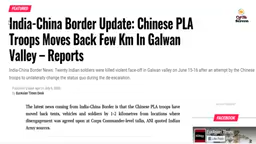 FEATURED
India-China Border Update: Chinese PLA
Troops Moves Back Few Km In Galwan
Valley – Reports
India-China Border News: Twenty Indian soldiers were killed violent face-off in Galwan valley on June 15-16 after an attempt by the Chinese
troops to unilaterally change the status quo during the de-escalation.
By Eurasian Times Desk
The latest news coming from India-China Border is that the Chinese PLA troops have
moved back tents, vehicles and soldiers by 1-2 kilometres from locations where
disengagement was agreed upon at Corps Commander-level talks, ANI quoted Indian
Army sources.
FACEBOOK
Eurasian Times